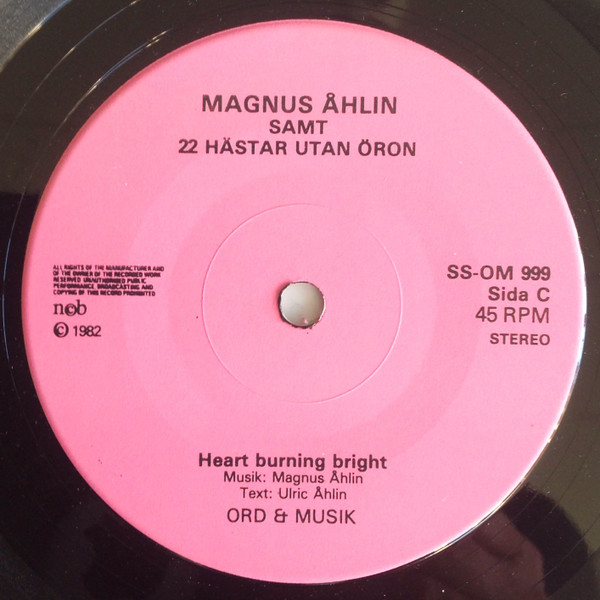 MAGNUS ÅHLIN
SAMT
22 HÄSTAR UTAN ÖRON
ALL RIGHTS OF THE MANUFACTURER AND
OF THE OWNER OF THE RECORDED WORK
RESERVED UNAUTHORISED PUBLIC
PERFORMANCE BROADCASTING AND
COPYING OF THIS RECORD PROHIBITED
ncb
© 1982
SS-OM 999
Sida C
45 RPM
STEREO
Heart burning bright
Musik: Magnus Åhlin
Text: Ulric Åhlin
ORD & MUSIK